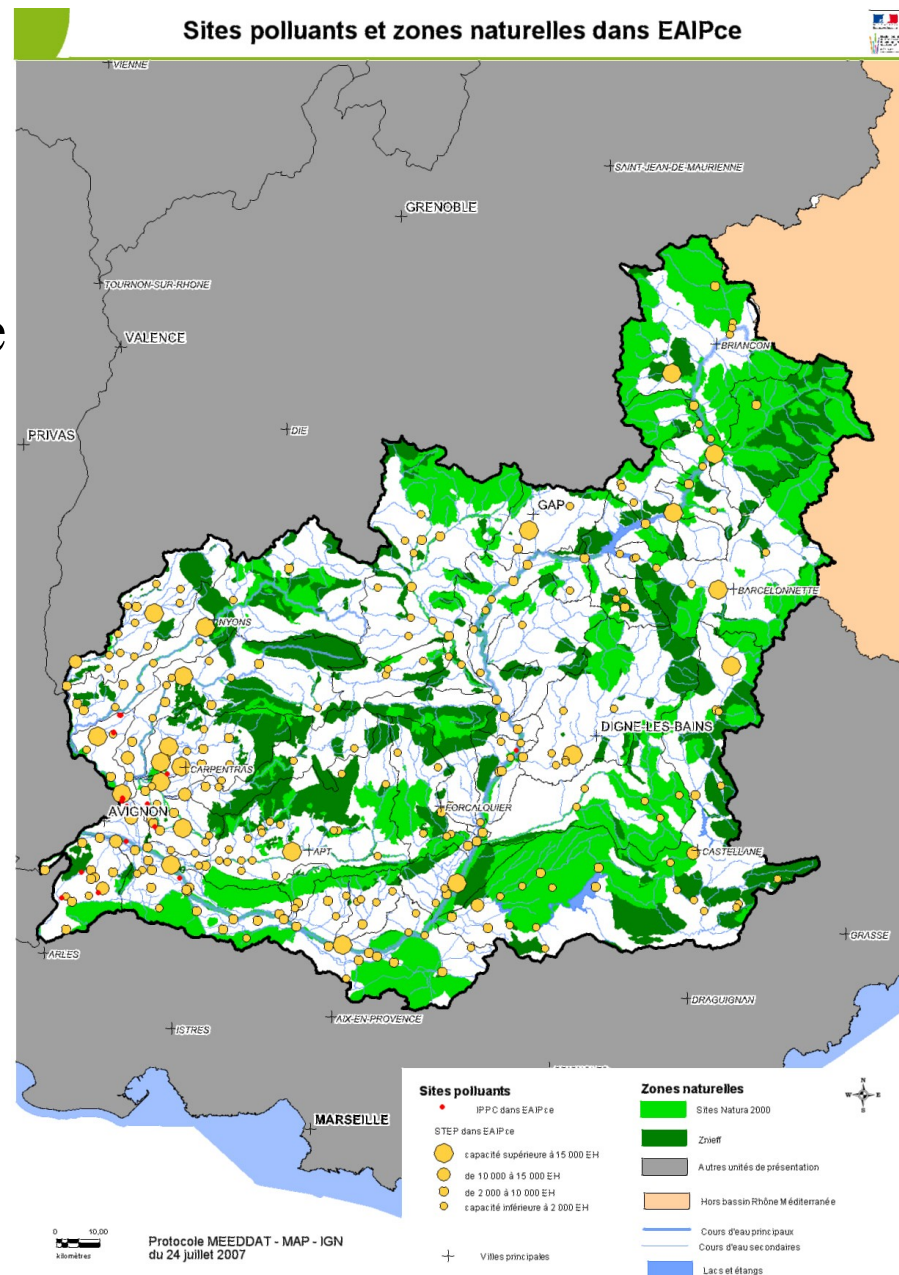 Sites polluants et zones naturelles dans EAIPce
e
VIENNE
SAINT-JEAN-DE-MAURIENNE
GRENOBLE
TOURNON-SUR-RHONE
VALENCE
BRIANCON
PRIVAS
DIE
GAP
BARCELONNETTE
NYONS
DIGNE-LES-BAINS
CARPENTRAS
FORCALQUIER
AVIGNON
APT
CASTELLANE
ARLES
GRASSE
DRAGUIGNAN
AIX-EN-PROVENCE
ISTRES
MARSEILLE
Sites polluants
IPPC dans EAIPce
STEP dans EAIPce
capacité supérieure à 15 000 EH
de 10 000 à 15 000 EH
de 2 000 à 10 000 EH
capacité inférieure à 2 000 EH
Villes principales
Zones naturelles
Sites Natura 2000
Znieff
Autres unités de présentation
Hors bassin Rhône Méditerranée
Cours d'eau principaux
Cours d'eau secondaires
Lacs et étangs
N
W
E
S
0 10,00
kilomètres
Protocole MEEDDAT - MAP - IGN
du 24 juillet 2007